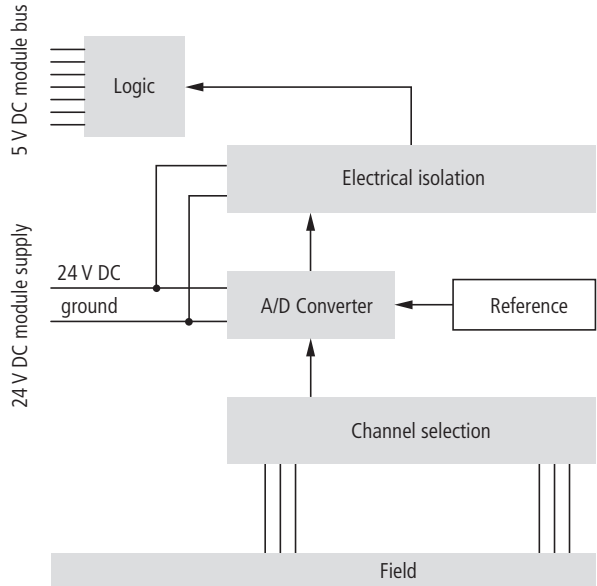 5 V DC module bus
Logic
Electrical isolation
24 V DC module supply
24 V DC
ground
A/D Converter
Reference
Channel selection
Field